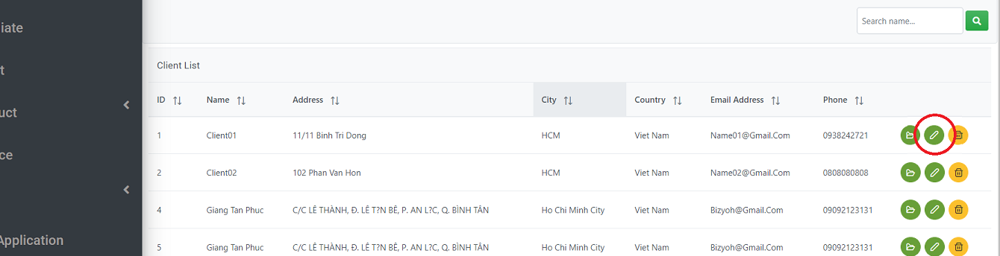 Search name...
iate
Client List
t
ID Name Address City Country Email Address Phone
uct
1 Client01 11/11 Binh Tri Dong HCM Viet Nam Name01@Gmail.Com 0938242721
ce
2 Client02 102 Phan Van Hon HCM Viet Nam Name02@Gmail.Com 0808080808
4 Giang Tan Phuc C/C LÊ THÀNH, Đ. LÊ T?N BÊ, P. AN L?C, Q. BÌNH TÂN Ho Chi Minh City Viet Nam Bizyoh@Gmail.Com 09092123131
Application
5 Giang Tan Phuc C/C LÊ THÀNH, Đ. LÊ T?N BÊ, P. AN L?C, Q. BÌNH TÂN Ho Chi Minh City Viet Nam Bizyoh@Gmail.Com 09092123131